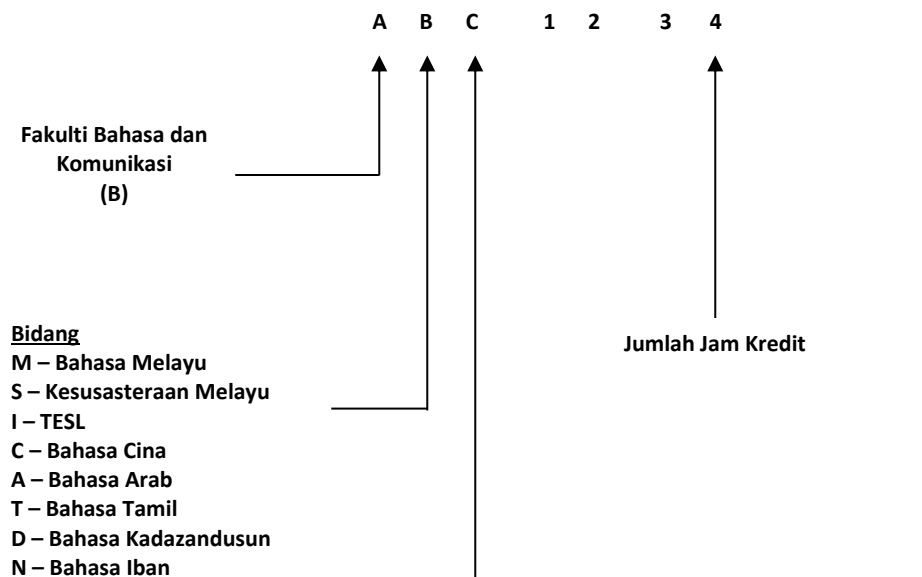 A B C 1 2 3 4
Fakulti Bahasa dan
Komunikasi
(B)
Bidang
M – Bahasa Melayu
S – Kesusasteraan Melayu
I – TESL
C – Bahasa Cina
A – Bahasa Arab
T – Bahasa Tamil
D – Bahasa Kadazandusun
N – Bahasa Iban
Jumlah Jam Kredit